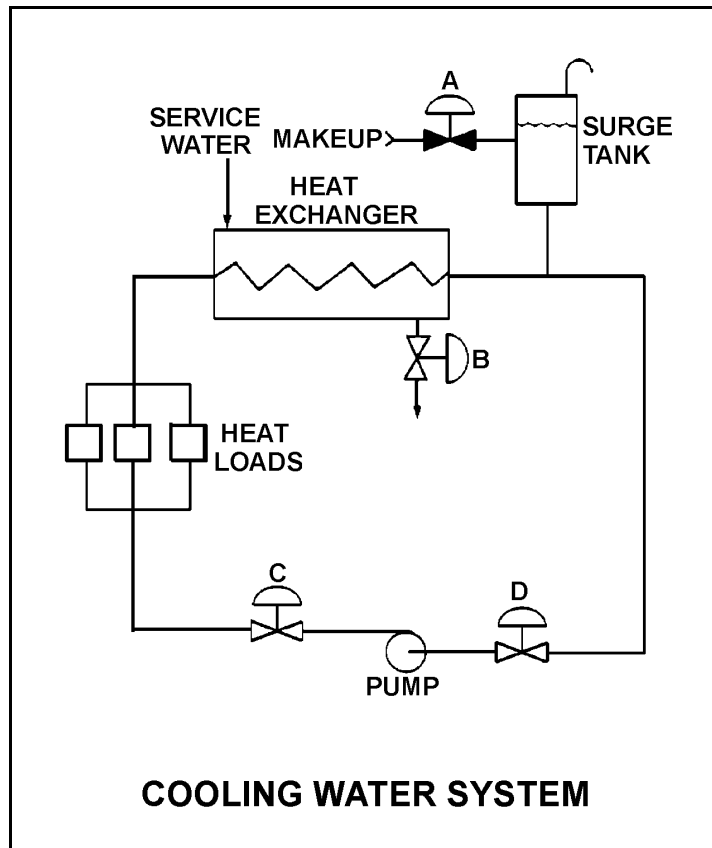 A
SERVICE
WATER
MAKEUP
SURGE
TANK
HEAT
EXCHANGER
B
HEAT
LOADS
C
D
PUMP
COOLING WATER SYSTEM